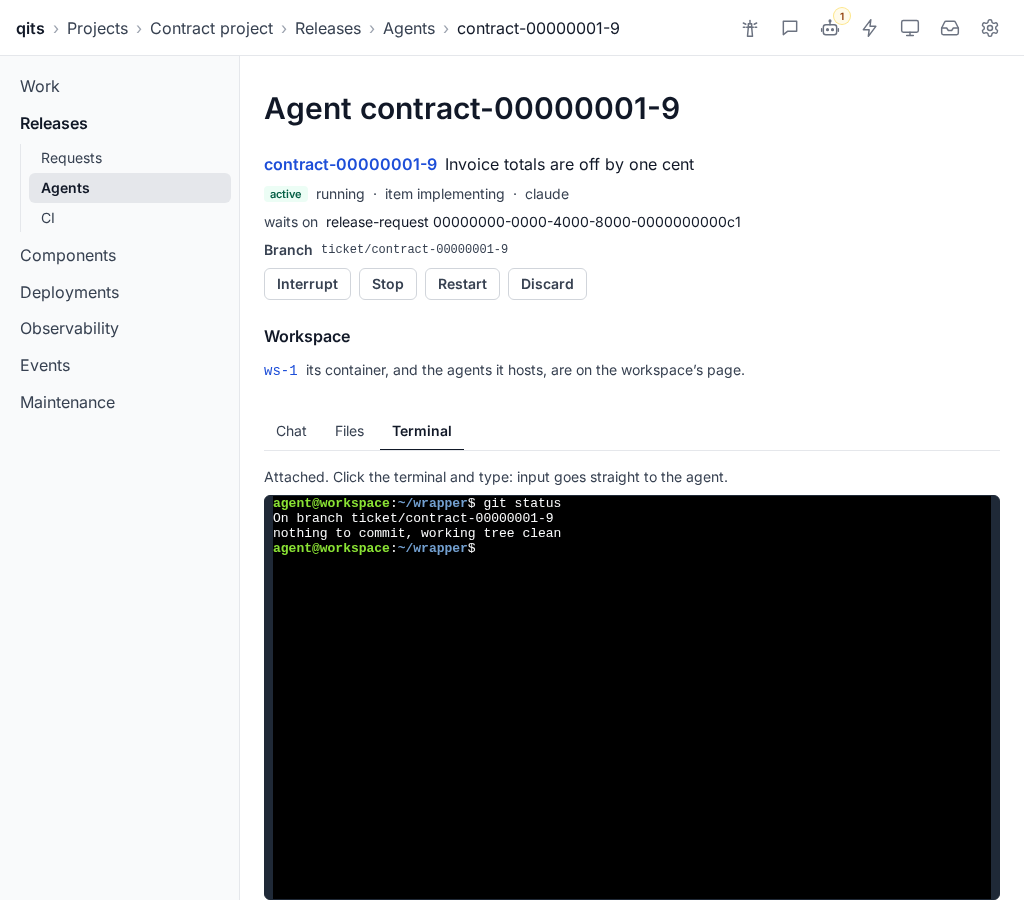 qits › Projects › Contract project › Releases › Agents › contract-00000001-9
1
Work
Releases
Requests
Agents
CI
Components
Deployments
Observability
Events
Maintenance
Agent contract-00000001-9
contract-00000001-9 Invoice totals are off by one cent
active running · item implementing · claude
waits on release-request 00000000-0000-4000-8000-0000000000c1
Branch ticket/contract-00000001-9
Interrupt Stop Restart Discard
Workspace
ws-1 its container, and the agents it hosts, are on the workspace’s page.
Chat Files Terminal
Attached. Click the terminal and type: input goes straight to the agent.
agent@workspace:~/wrapper$ git status
On branch ticket/contract-00000001-9
nothing to commit, working tree clean
agent@workspace:~/wrapper$